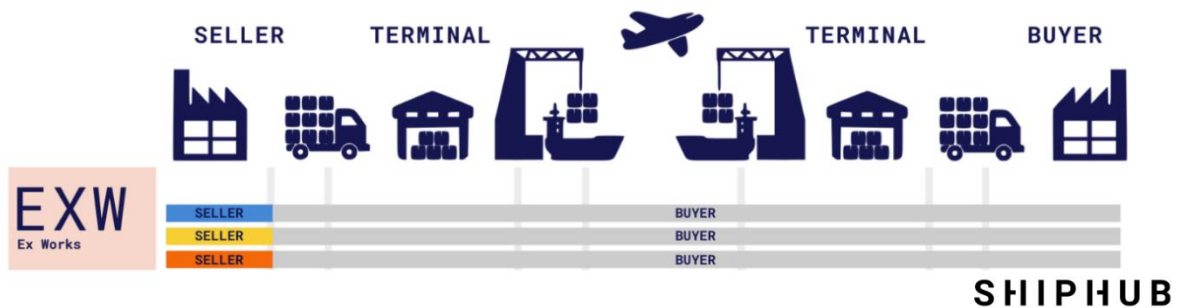 SELLER TERMINAL TERMINAL BUYER
EXW
Ex Works
SELLER BUYER
SELLER BUYER
SELLER BUYER
SHIPHUB